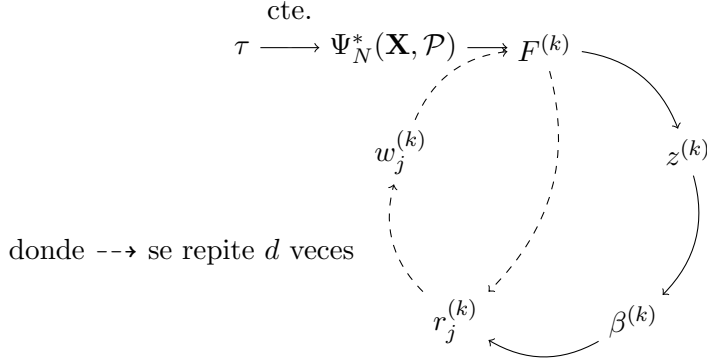 cte.
τ → Ψ*_N(X, 𝒫) → F^(k)
w_j^(k)
z^(k)
donde --→ se repite d veces
r_j^(k)
β^(k)